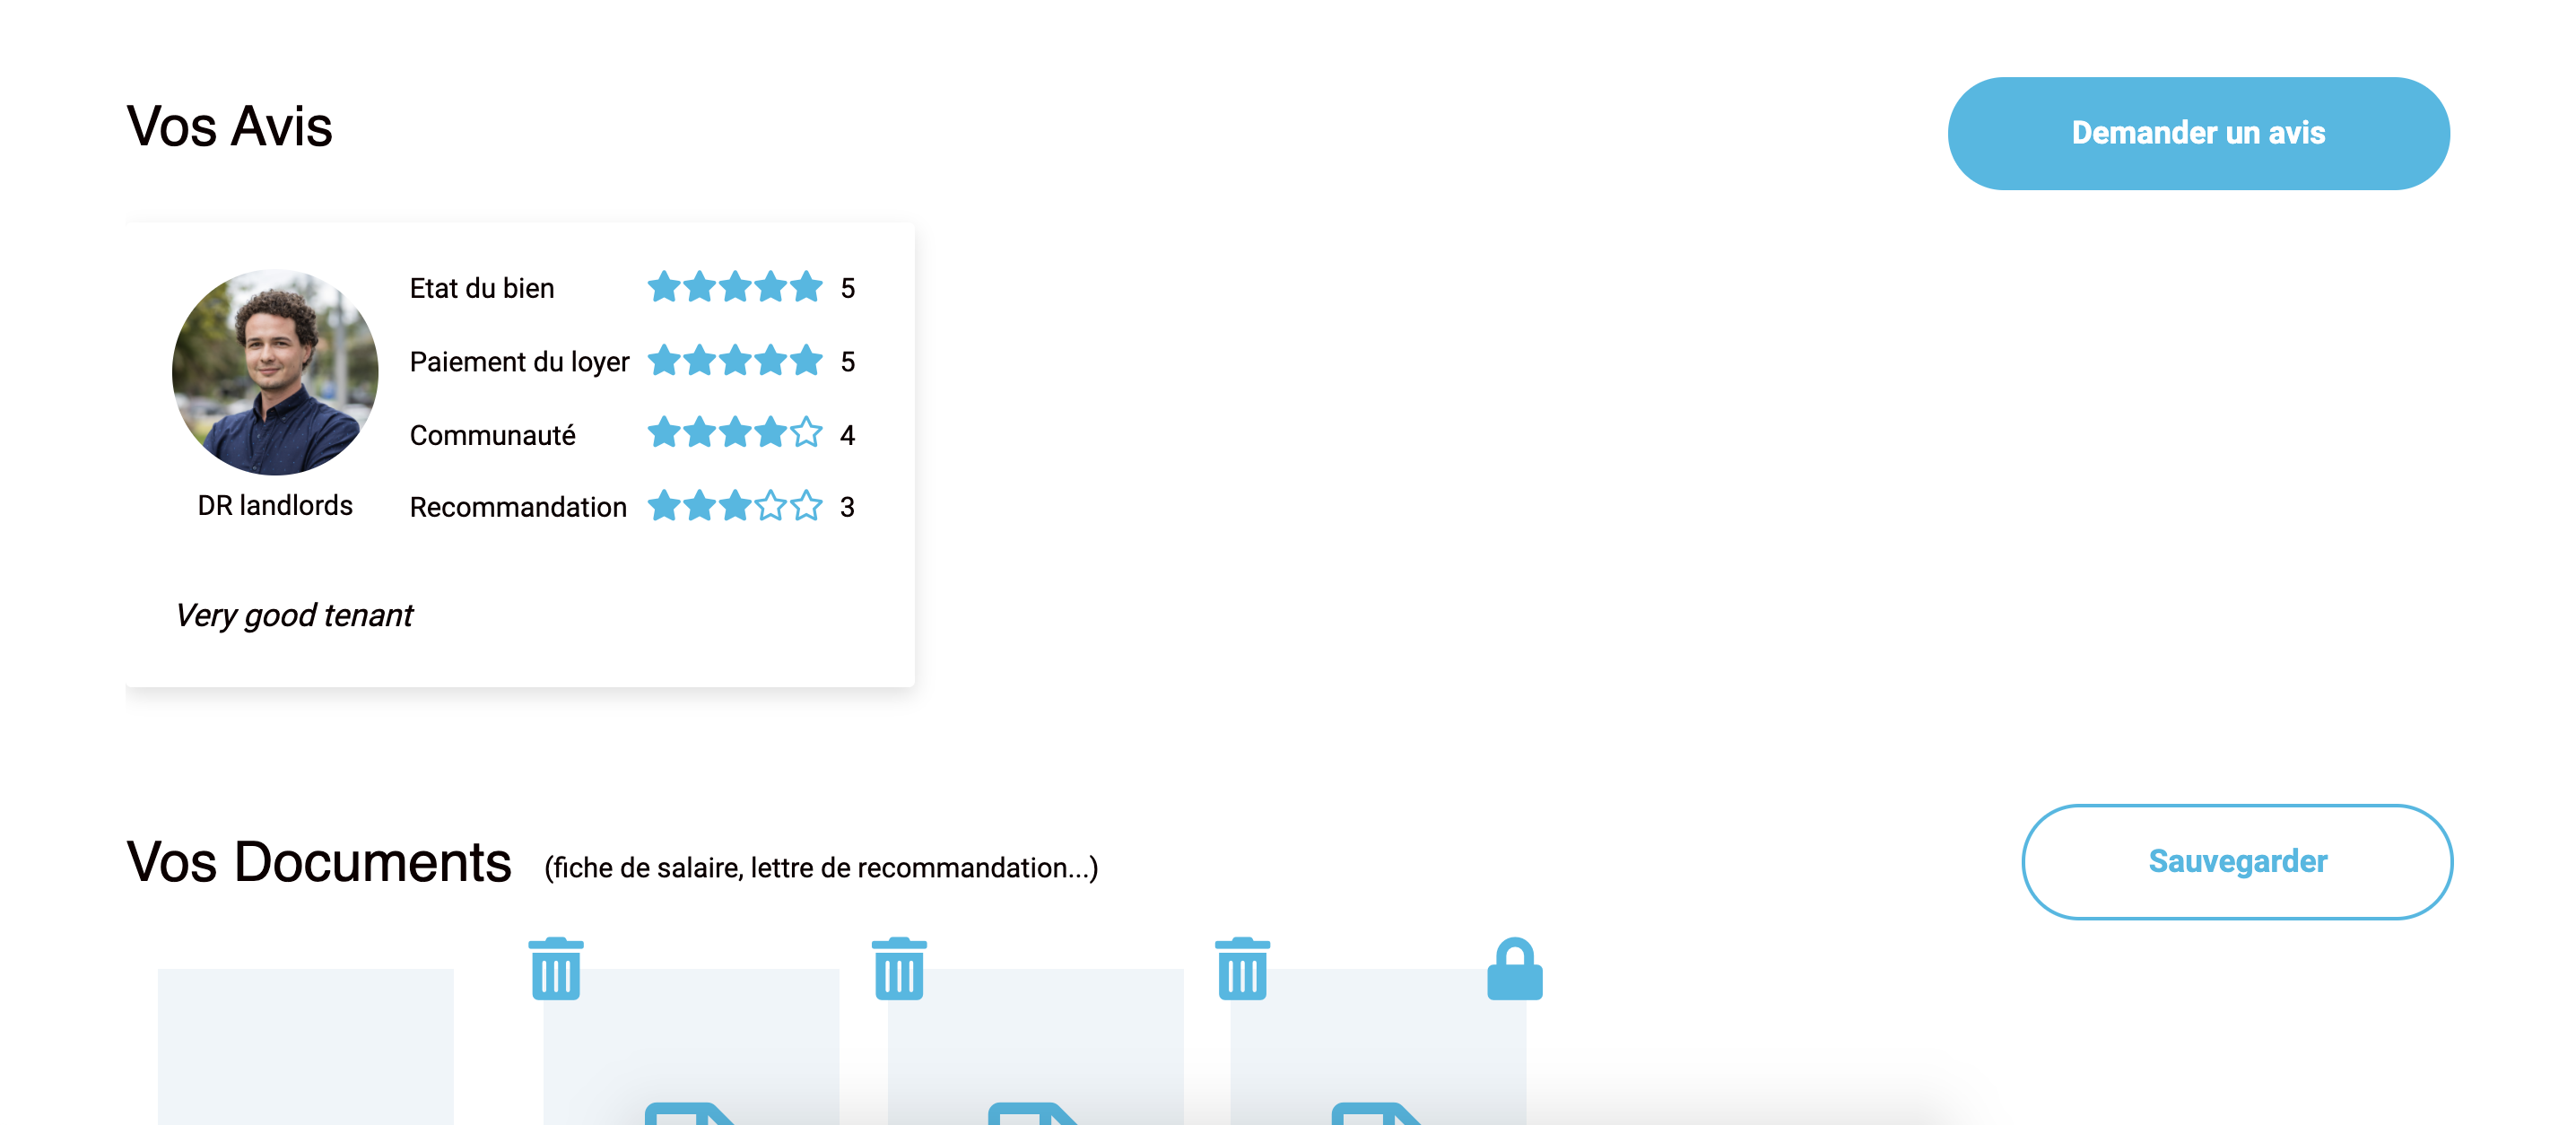 Vos Avis
Demander un avis
Etat du bien 5
Paiement du loyer 5
Communauté 4
DR landlords
Recommandation 3
Very good tenant
Vos Documents (fiche de salaire, lettre de recommandation...)
Sauvegarder